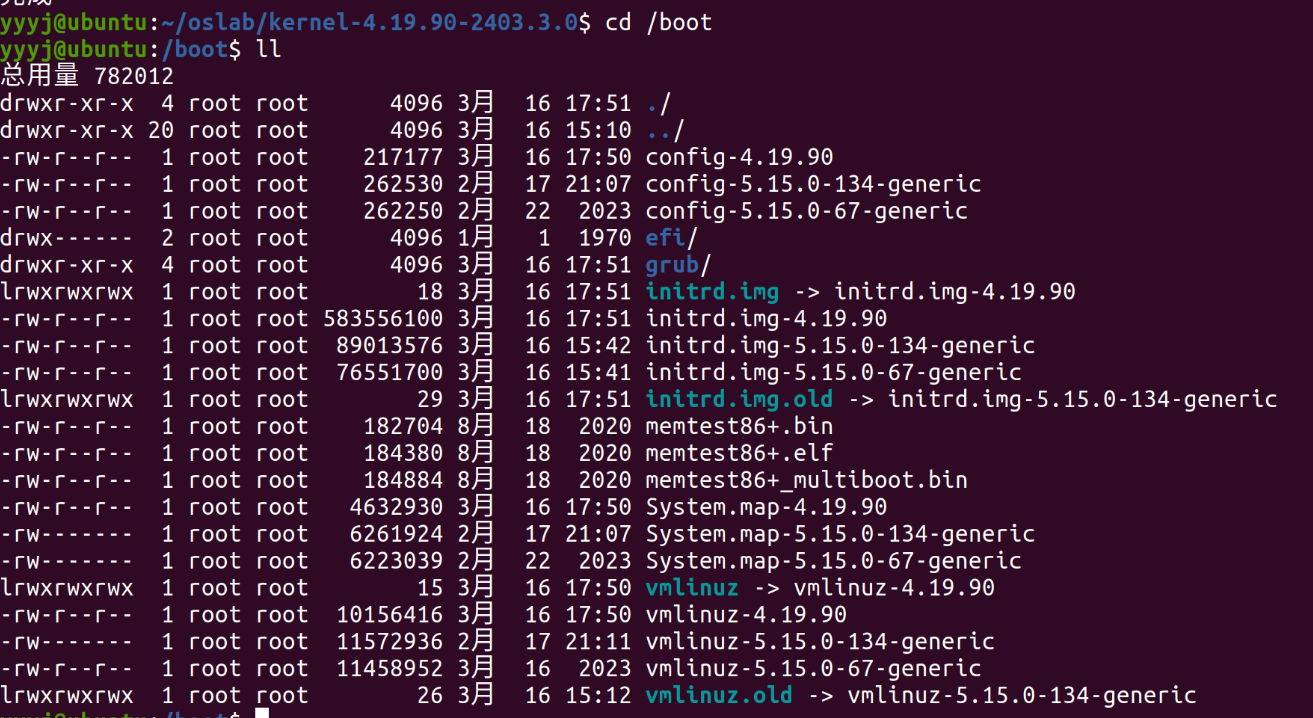 完成
yyyj@ubuntu:~/oslab/kernel-4.19.90-2403.3.0$ cd /boot
yyyj@ubuntu:/boot$ ll
总用量 782012
drwxr-xr-x  4 root root      4096 3月  16 17:51 ./
drwxr-xr-x 20 root root      4096 3月  16 15:10 ../
-rw-r--r--  1 root root    217177 3月  16 17:50 config-4.19.90
-rw-r--r--  1 root root    262530 2月  17 21:07 config-5.15.0-134-generic
-rw-r--r--  1 root root    262250 2月  22  2023 config-5.15.0-67-generic
drwx------  2 root root      4096 1月   1  1970 efi/
drwxr-xr-x  4 root root      4096 3月  16 17:51 grub/
lrwxrwxrwx  1 root root        18 3月  16 17:51 initrd.img -> initrd.img-4.19.90
-rw-r--r--  1 root root 583556100 3月  16 17:51 initrd.img-4.19.90
-rw-r--r--  1 root root  89013576 3月  16 15:42 initrd.img-5.15.0-134-generic
-rw-r--r--  1 root root  76551700 3月  16 15:41 initrd.img-5.15.0-67-generic
lrwxrwxrwx  1 root root        29 3月  16 17:51 initrd.img.old -> initrd.img-5.15.0-134-generic
-rw-r--r--  1 root root    182704 8月  18  2020 memtest86+.bin
-rw-r--r--  1 root root    184380 8月  18  2020 memtest86+.elf
-rw-r--r--  1 root root    184884 8月  18  2020 memtest86+_multiboot.bin
-rw-r--r--  1 root root   4632930 3月  16 17:50 System.map-4.19.90
-rw-------  1 root root   6261924 2月  17 21:07 System.map-5.15.0-134-generic
-rw-------  1 root root   6223039 2月  22  2023 System.map-5.15.0-67-generic
lrwxrwxrwx  1 root root        15 3月  16 17:50 vmlinuz -> vmlinuz-4.19.90
-rw-r--r--  1 root root  10156416 3月  16 17:50 vmlinuz-4.19.90
-rw-------  1 root root  11572936 2月  17 21:11 vmlinuz-5.15.0-134-generic
-rw-r--r--  1 root root  11458952 3月  16  2023 vmlinuz-5.15.0-67-generic
lrwxrwxrwx  1 root root        26 3月  16 15:12 vmlinuz.old -> vmlinuz-5.15.0-134-generic
yyyj@ubuntu:/boot$